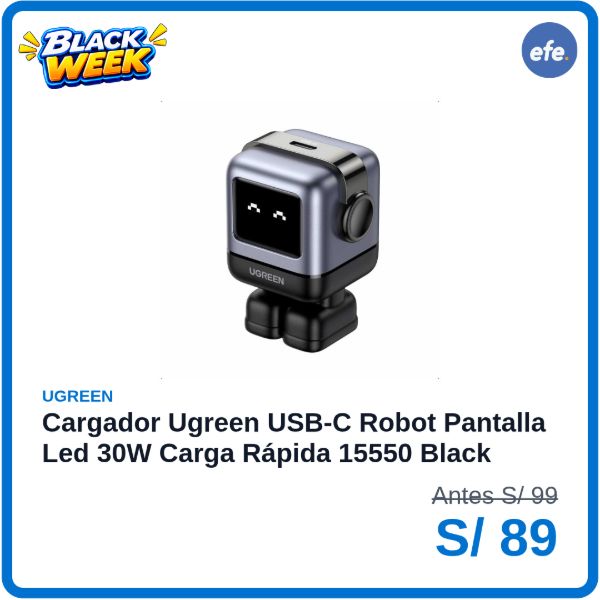 BLACK
WEEK
efe.
UGREEN
UGREEN
Cargador Ugreen USB-C Robot Pantalla
Led 30W Carga Rápida 15550 Black
Antes S/ 99
S/ 89